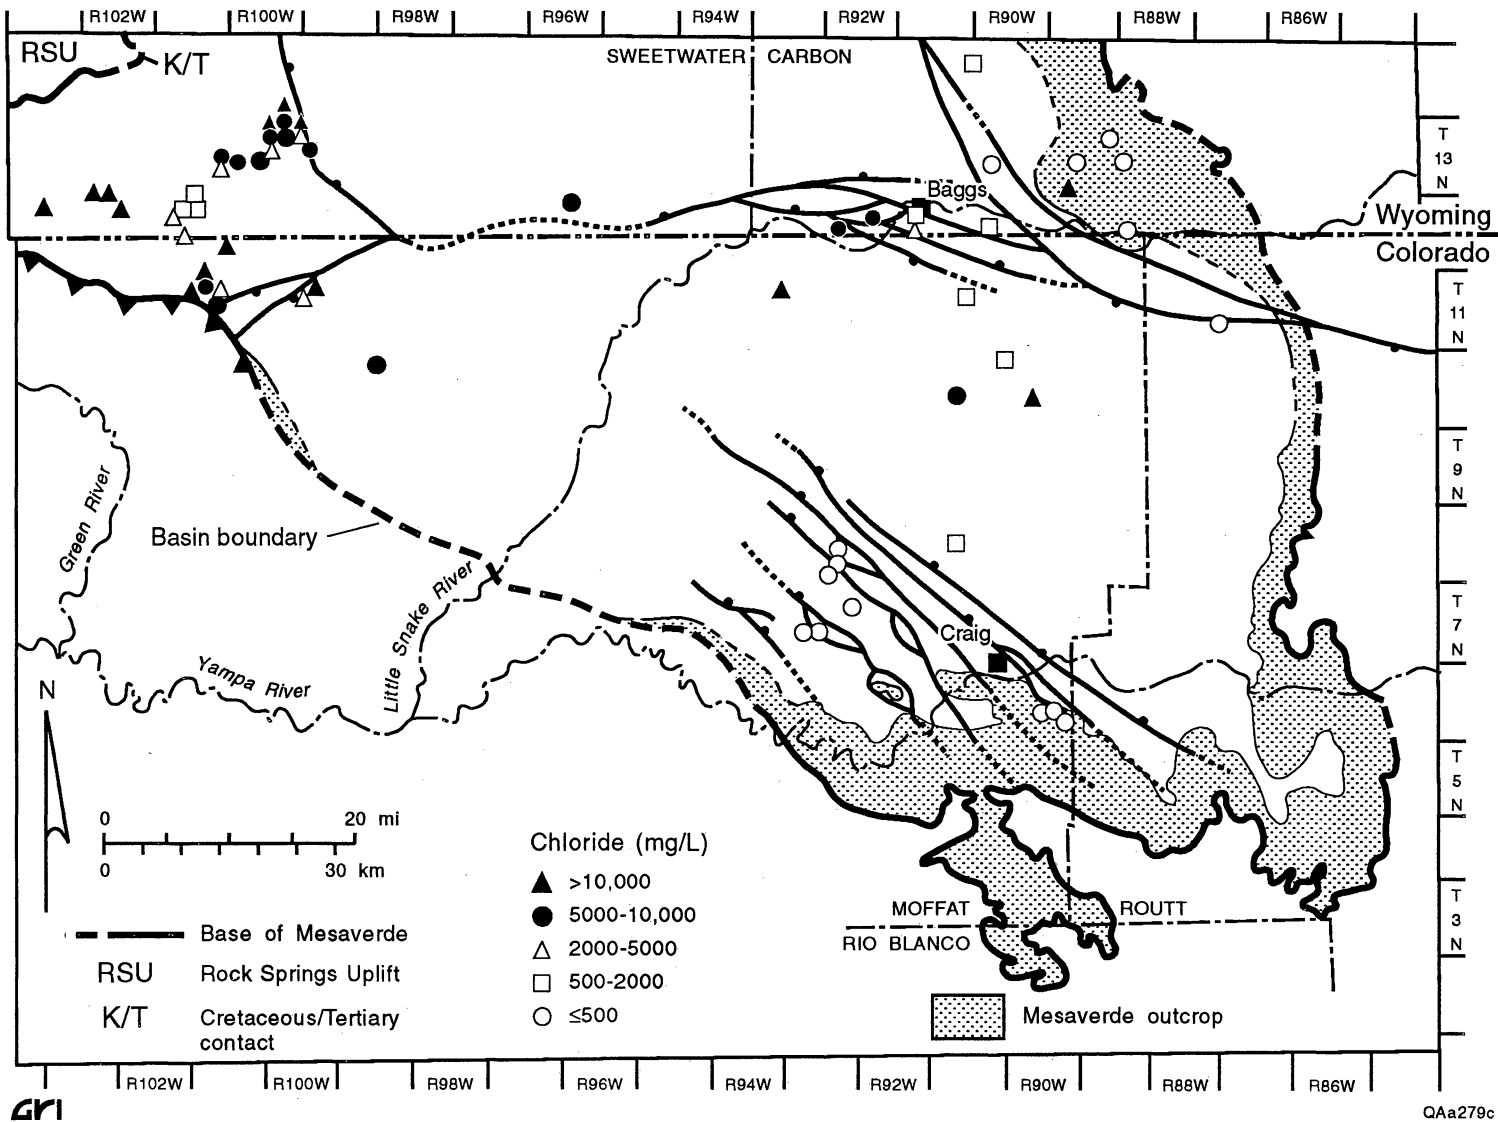 R102W R100W R98W R96W R94W R92W R90W R88W R86W
RSU
K/T
SWEETWATER CARBON
T
13
N
Baggs
Wyoming
Colorado
T
11
N
T
9
N
Green River
Basin boundary
Little Snake River
T
7
N
Craig
Yampa River
N
T
5
N
0 20 mi
0 30 km
Chloride (mg/L)
>10,000
5000-10,000
2000-5000
500-2000
≤500
Base of Mesaverde
RSU Rock Springs Uplift
K/T Cretaceous/Tertiary
contact
MOFFAT ROUTT
RIO BLANCO
T
3
N
Mesaverde outcrop
R102W R100W R98W R96W R94W R92W R90W R88W R86W
GRI
QAa279c